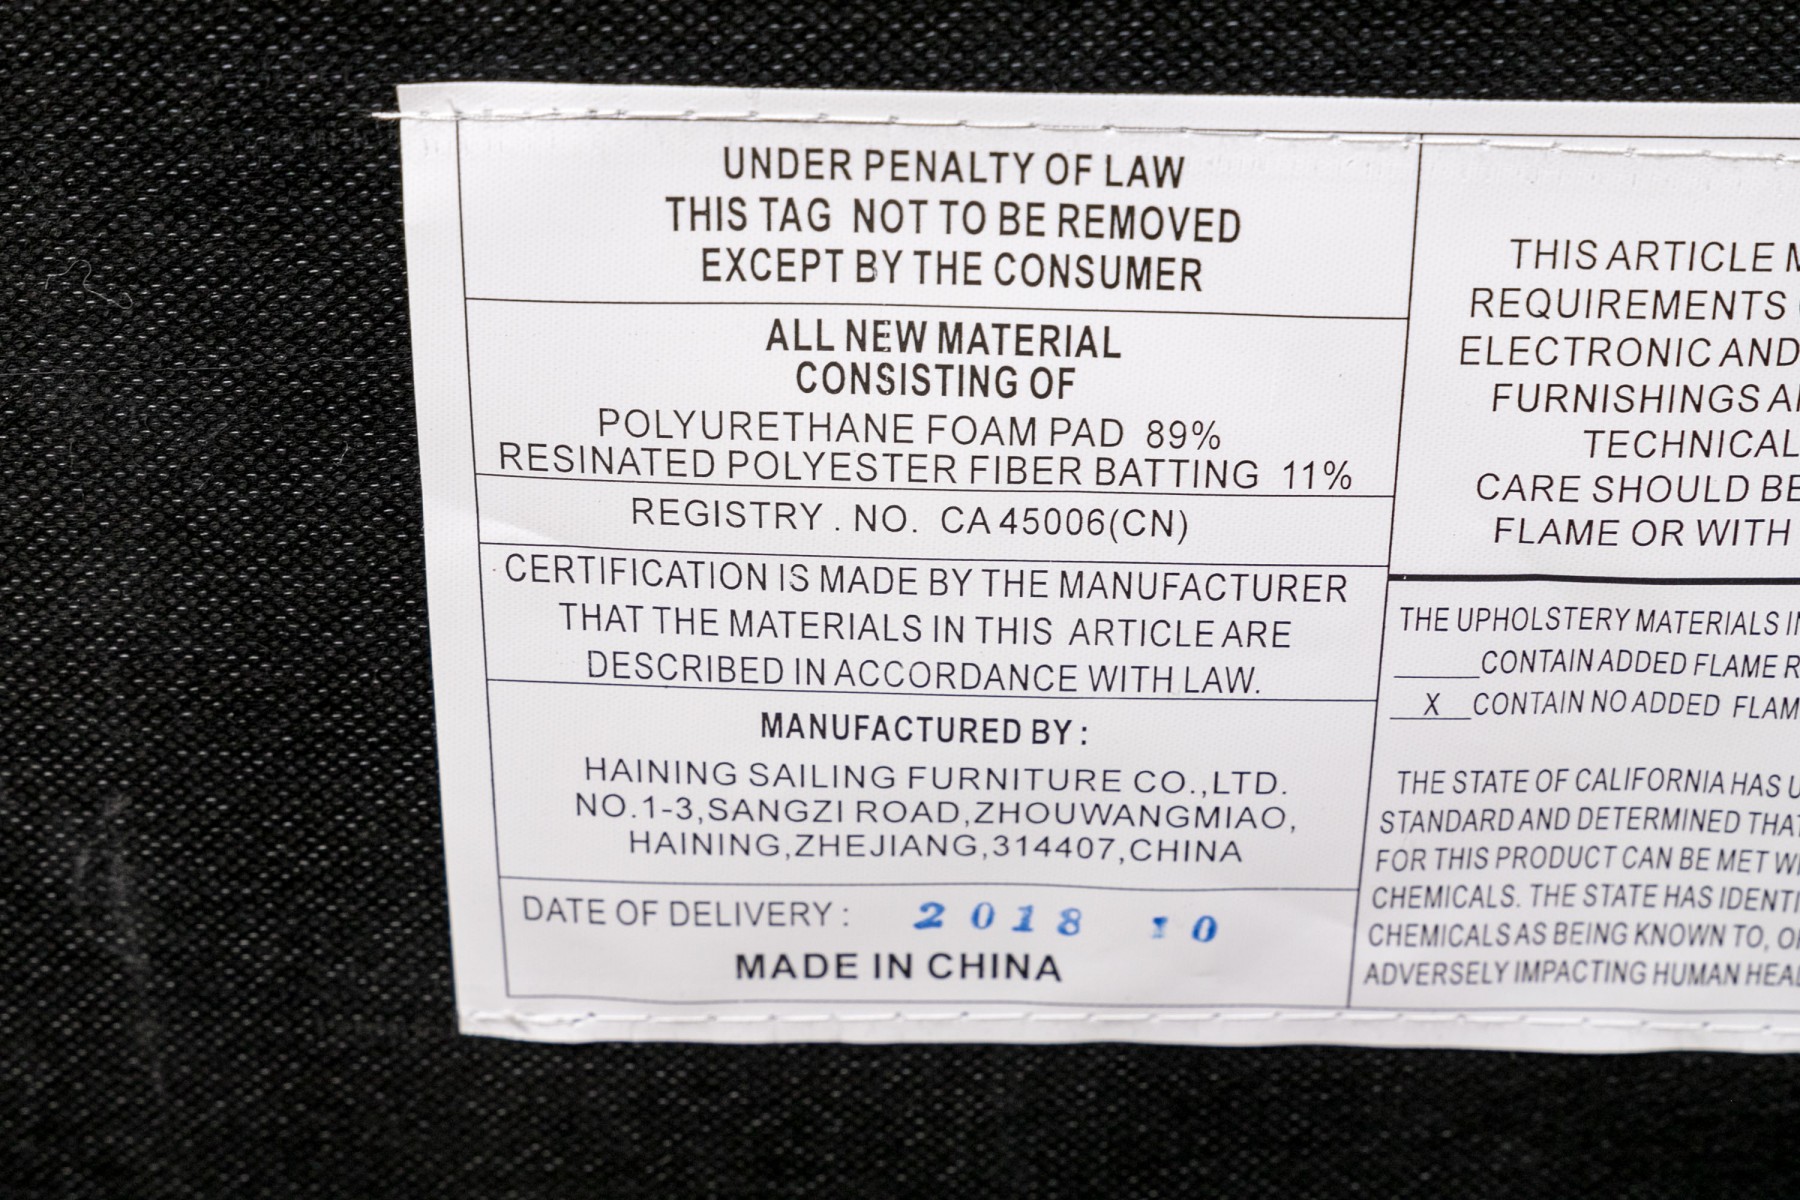 UNDER PENALTY OF LAW
THIS TAG NOT TO BE REMOVED
EXCEPT BY THE CONSUMER
ALL NEW MATERIAL
CONSISTING OF
POLYURETHANE FOAM PAD 89%
RESINATED POLYESTER FIBER BATTING 11%
REGISTRY . NO. CA 45006(CN)
CERTIFICATION IS MADE BY THE MANUFACTURER
THAT THE MATERIALS IN THIS ARTICLE ARE
DESCRIBED IN ACCORDANCE WITH LAW.
MANUFACTURED BY :
HAINING SAILING FURNITURE CO.,LTD.
NO.1-3,SANGZI ROAD,ZHOUWANGMIAO,
HAINING,ZHEJIANG,314407,CHINA
DATE OF DELIVERY : 2018 10
MADE IN CHINA
THIS ARTICLE
REQUIREMENTS
ELECTRONIC AND
FURNISHINGS
TECHNICAL
CARE SHOULD BE
FLAME OR WITH
THE UPHOLSTERY MATERIALS
_____CONTAIN ADDED FLAME
__X__CONTAIN NO ADDED FLAM
THE STATE OF CALIFORNIA HAS
STANDARD AND DETERMINED THAT
FOR THIS PRODUCT CAN BE MET
CHEMICALS. THE STATE HAS IDENTI
CHEMICALS AS BEING KNOWN TO,
ADVERSELY IMPACTING HUMAN HEAL